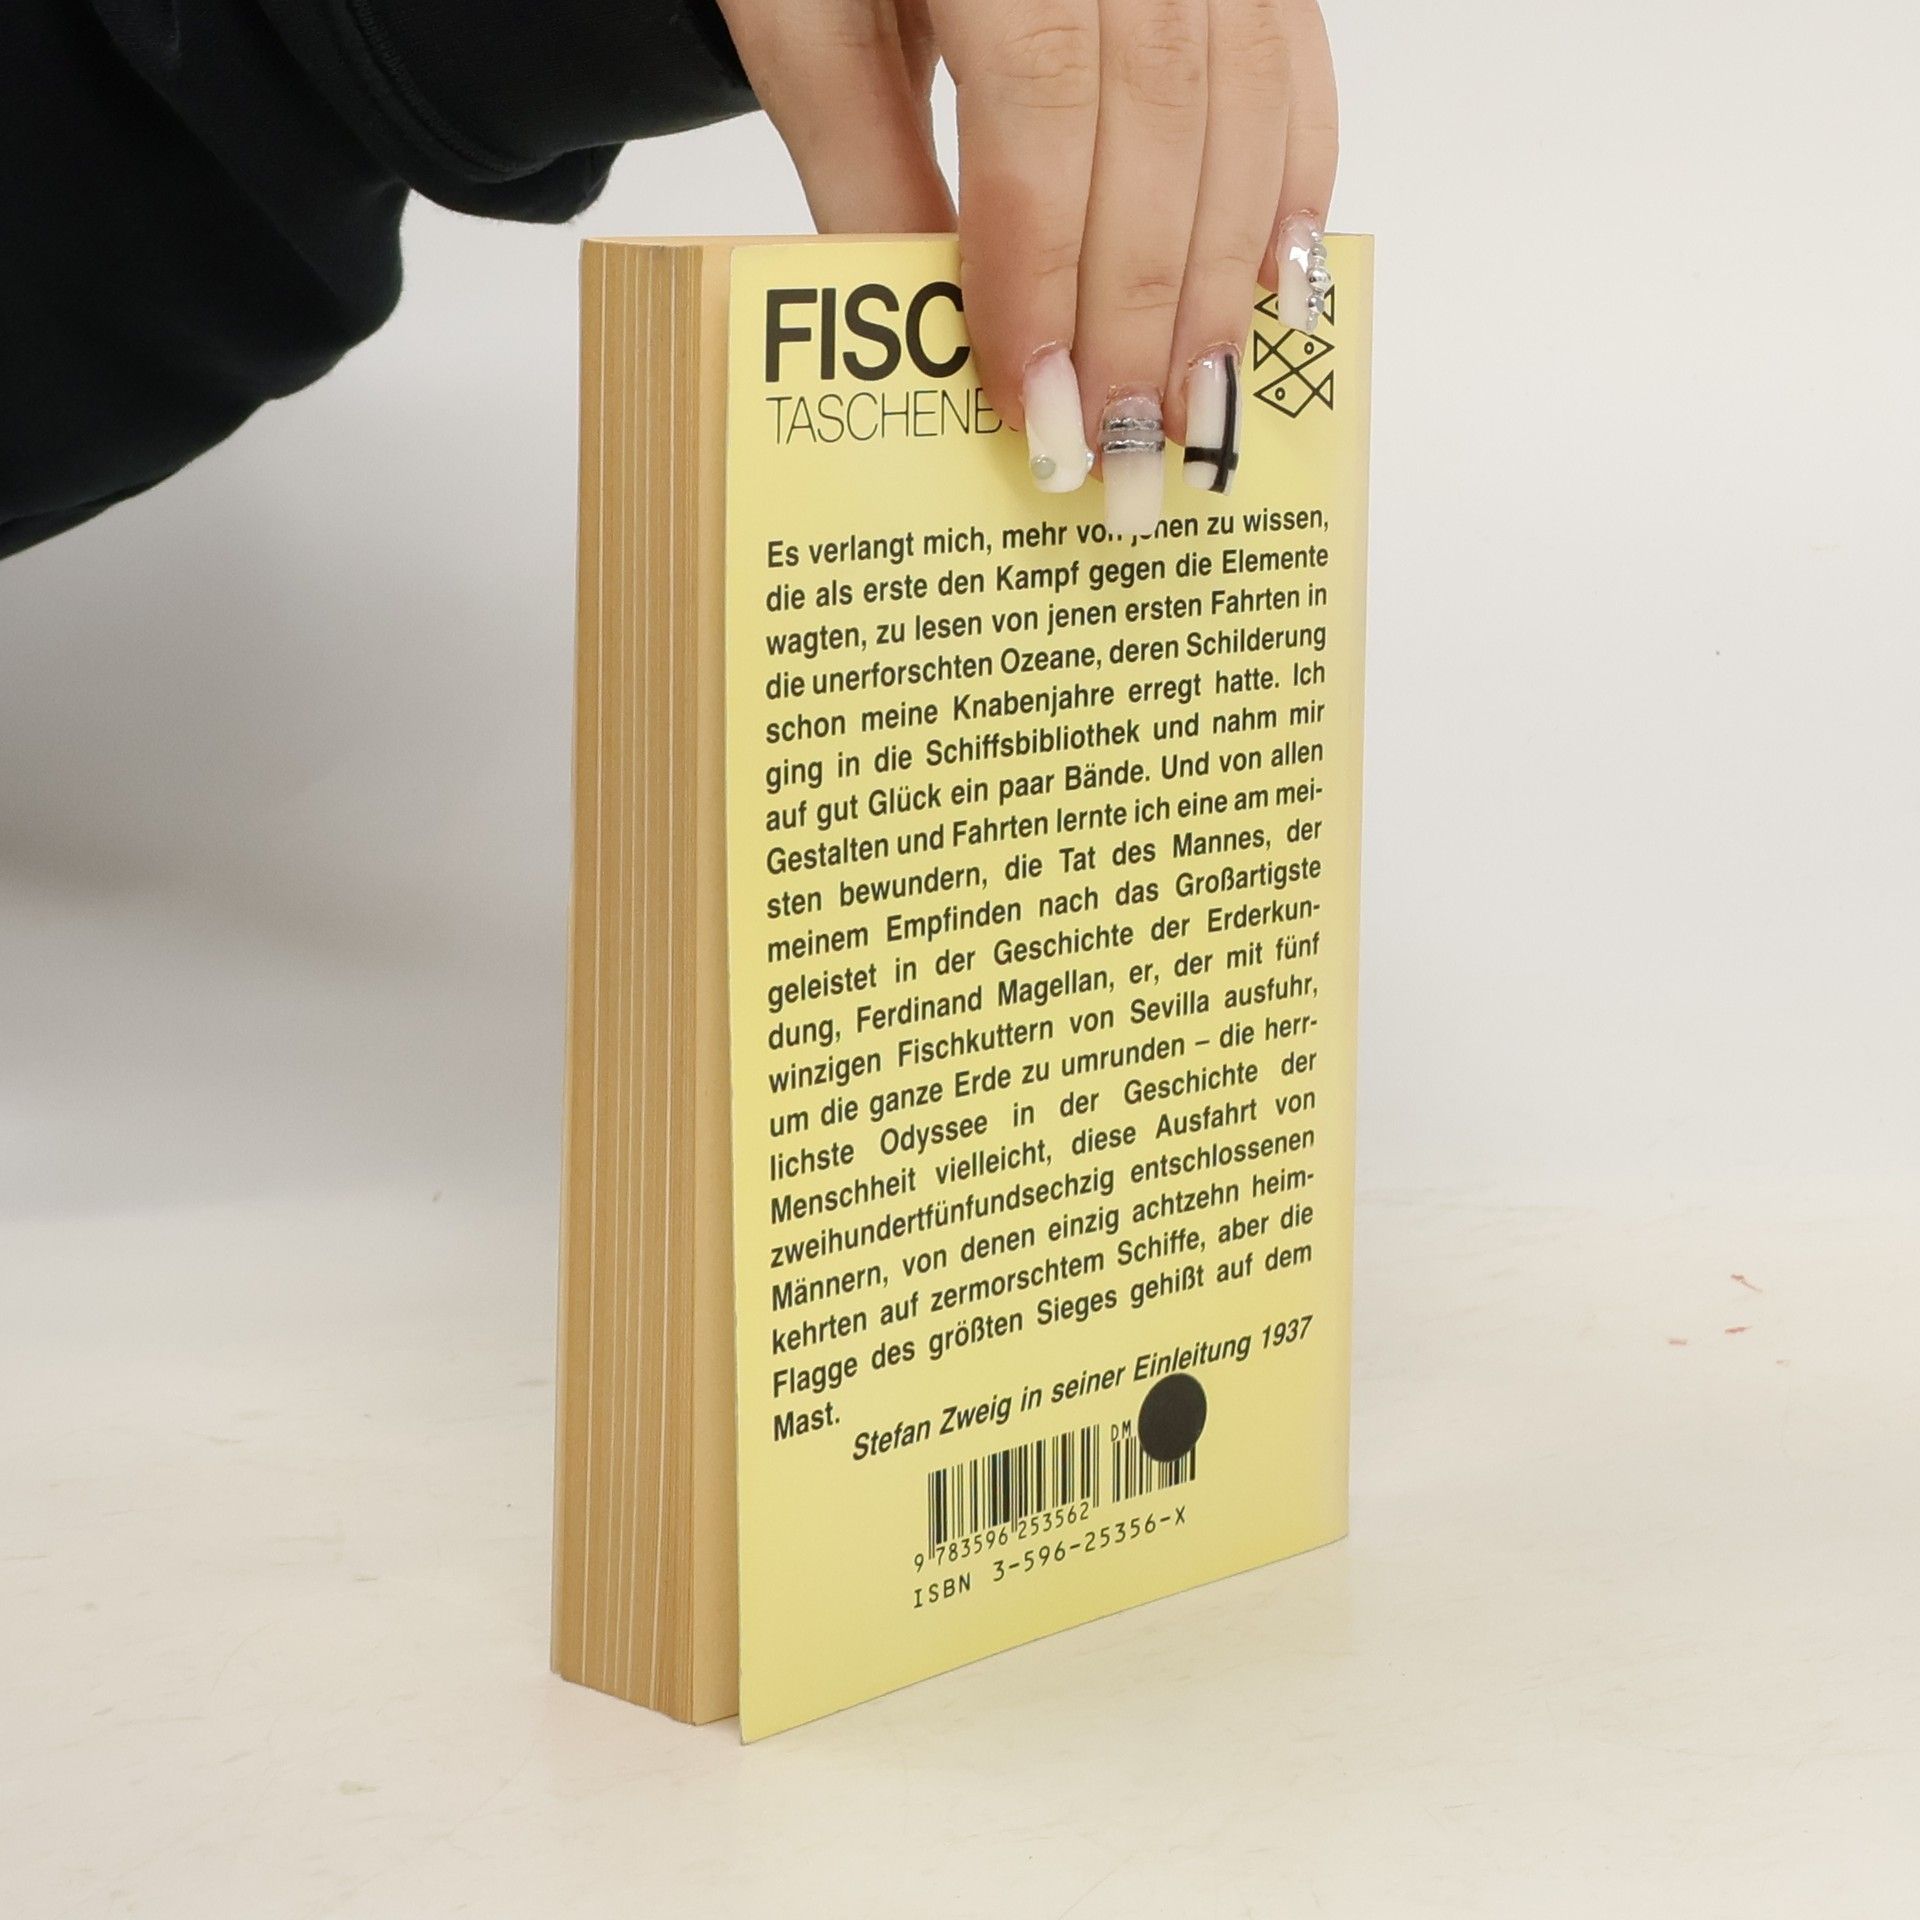 FISC
TASCHENB
Es verlangt mich, mehr jenen zu wissen,
die als erste den Kampf gegen die Elemente
wagten, zu lesen von jenen ersten Fahrten in
die unerforschten Ozeane, deren Schilderung
schon meine Knabenjahre erregt hatte. Ich
ging in die Schiffsbibliothek und nahm mir
auf gut Glück ein paar Bände. Und von allen
Gestalten und Fahrten lernte ich eine am mei-
sten bewundern, die Tat des Mannes, der
meinem Empfinden nach das Großartigste
geleistet in der Geschichte der Erderkun-
dung, Ferdinand Magellan, er, der mit fünf
winzigen Fischkuttern von Sevilla ausfuhr,
um die ganze Erde zu umrunden – die herr-
lichste Odyssee in der Geschichte der
Menschheit vielleicht, diese Ausfahrt von
zweihundertfünfundsechzig entschlossenen
Männern, von denen einzig achtzehn heim-
kehrten auf zermorschtem Schiffe, aber die
Flagge des größten Sieges gehißt auf dem
Mast.
Stefan Zweig in seiner Einleitung 1937
DM
9 783596 253562
ISBN 3-596-25356-X